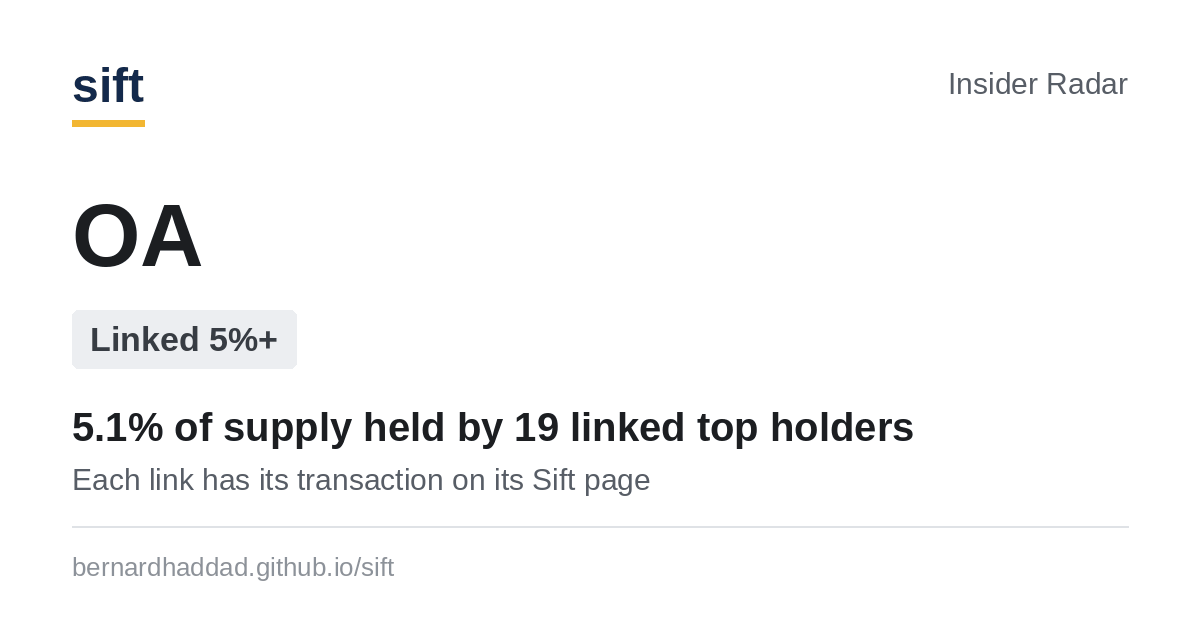 sift
Insider Radar
OA
Linked 5%+
5.1% of supply held by 19 linked top holders
Each link has its transaction on its Sift page
bernardhaddad.github.io/sift